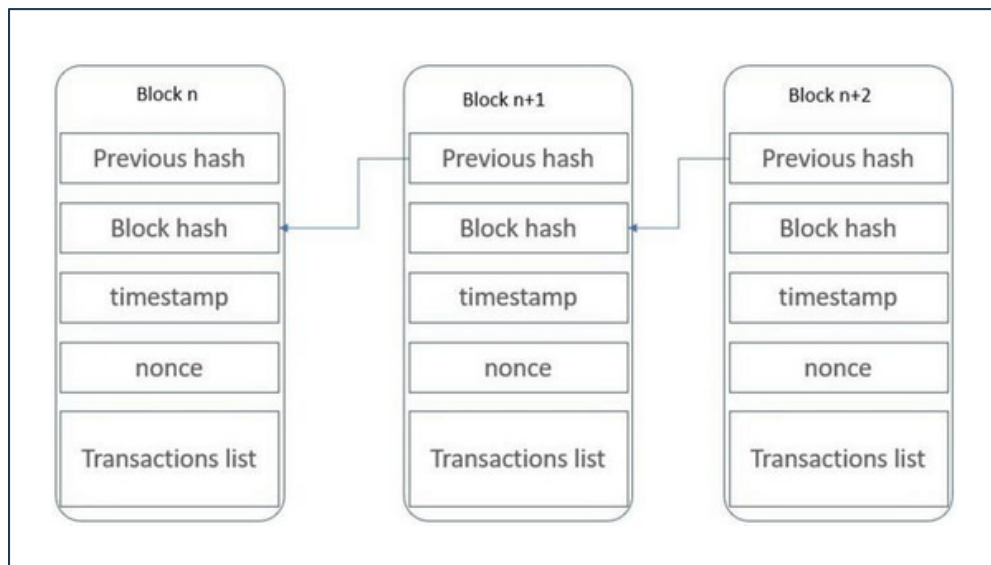 Block n
Previous hash
Block hash
timestamp
nonce
Transactions list
Block n+1
Previous hash
Block hash
timestamp
nonce
Transactions list
Block n+2
Previous hash
Block hash
timestamp
nonce
Transactions list